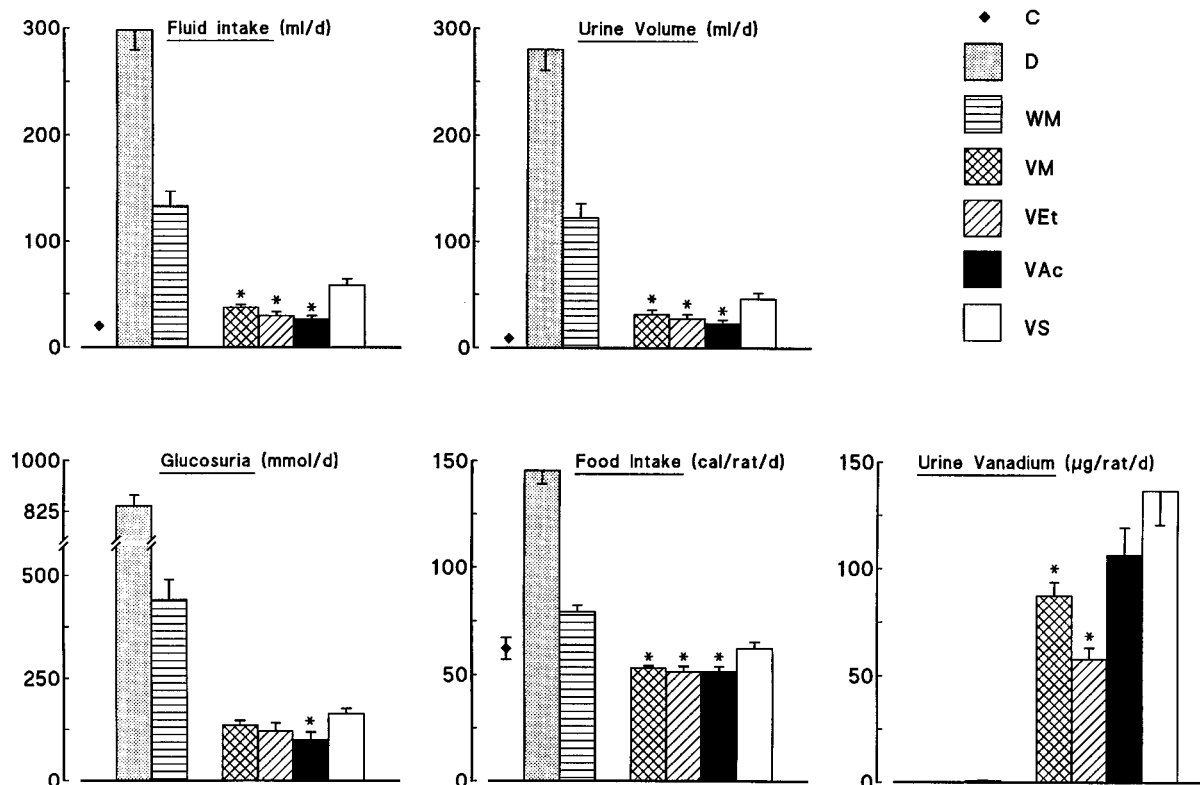 Fluid intake (ml/d)
300
200
100
0
*
*
*
Urine Volume (ml/d)
300
200
100
0
*
*
*
C
D
WM
VM
VEt
VAc
VS
Glucosuria (mmol/d)
1000
825
500
250
0
*
Food Intake (cal/rat/d)
150
100
50
0
*
*
*
Urine Vanadium (µg/rat/d)
150
100
50
0
*
*